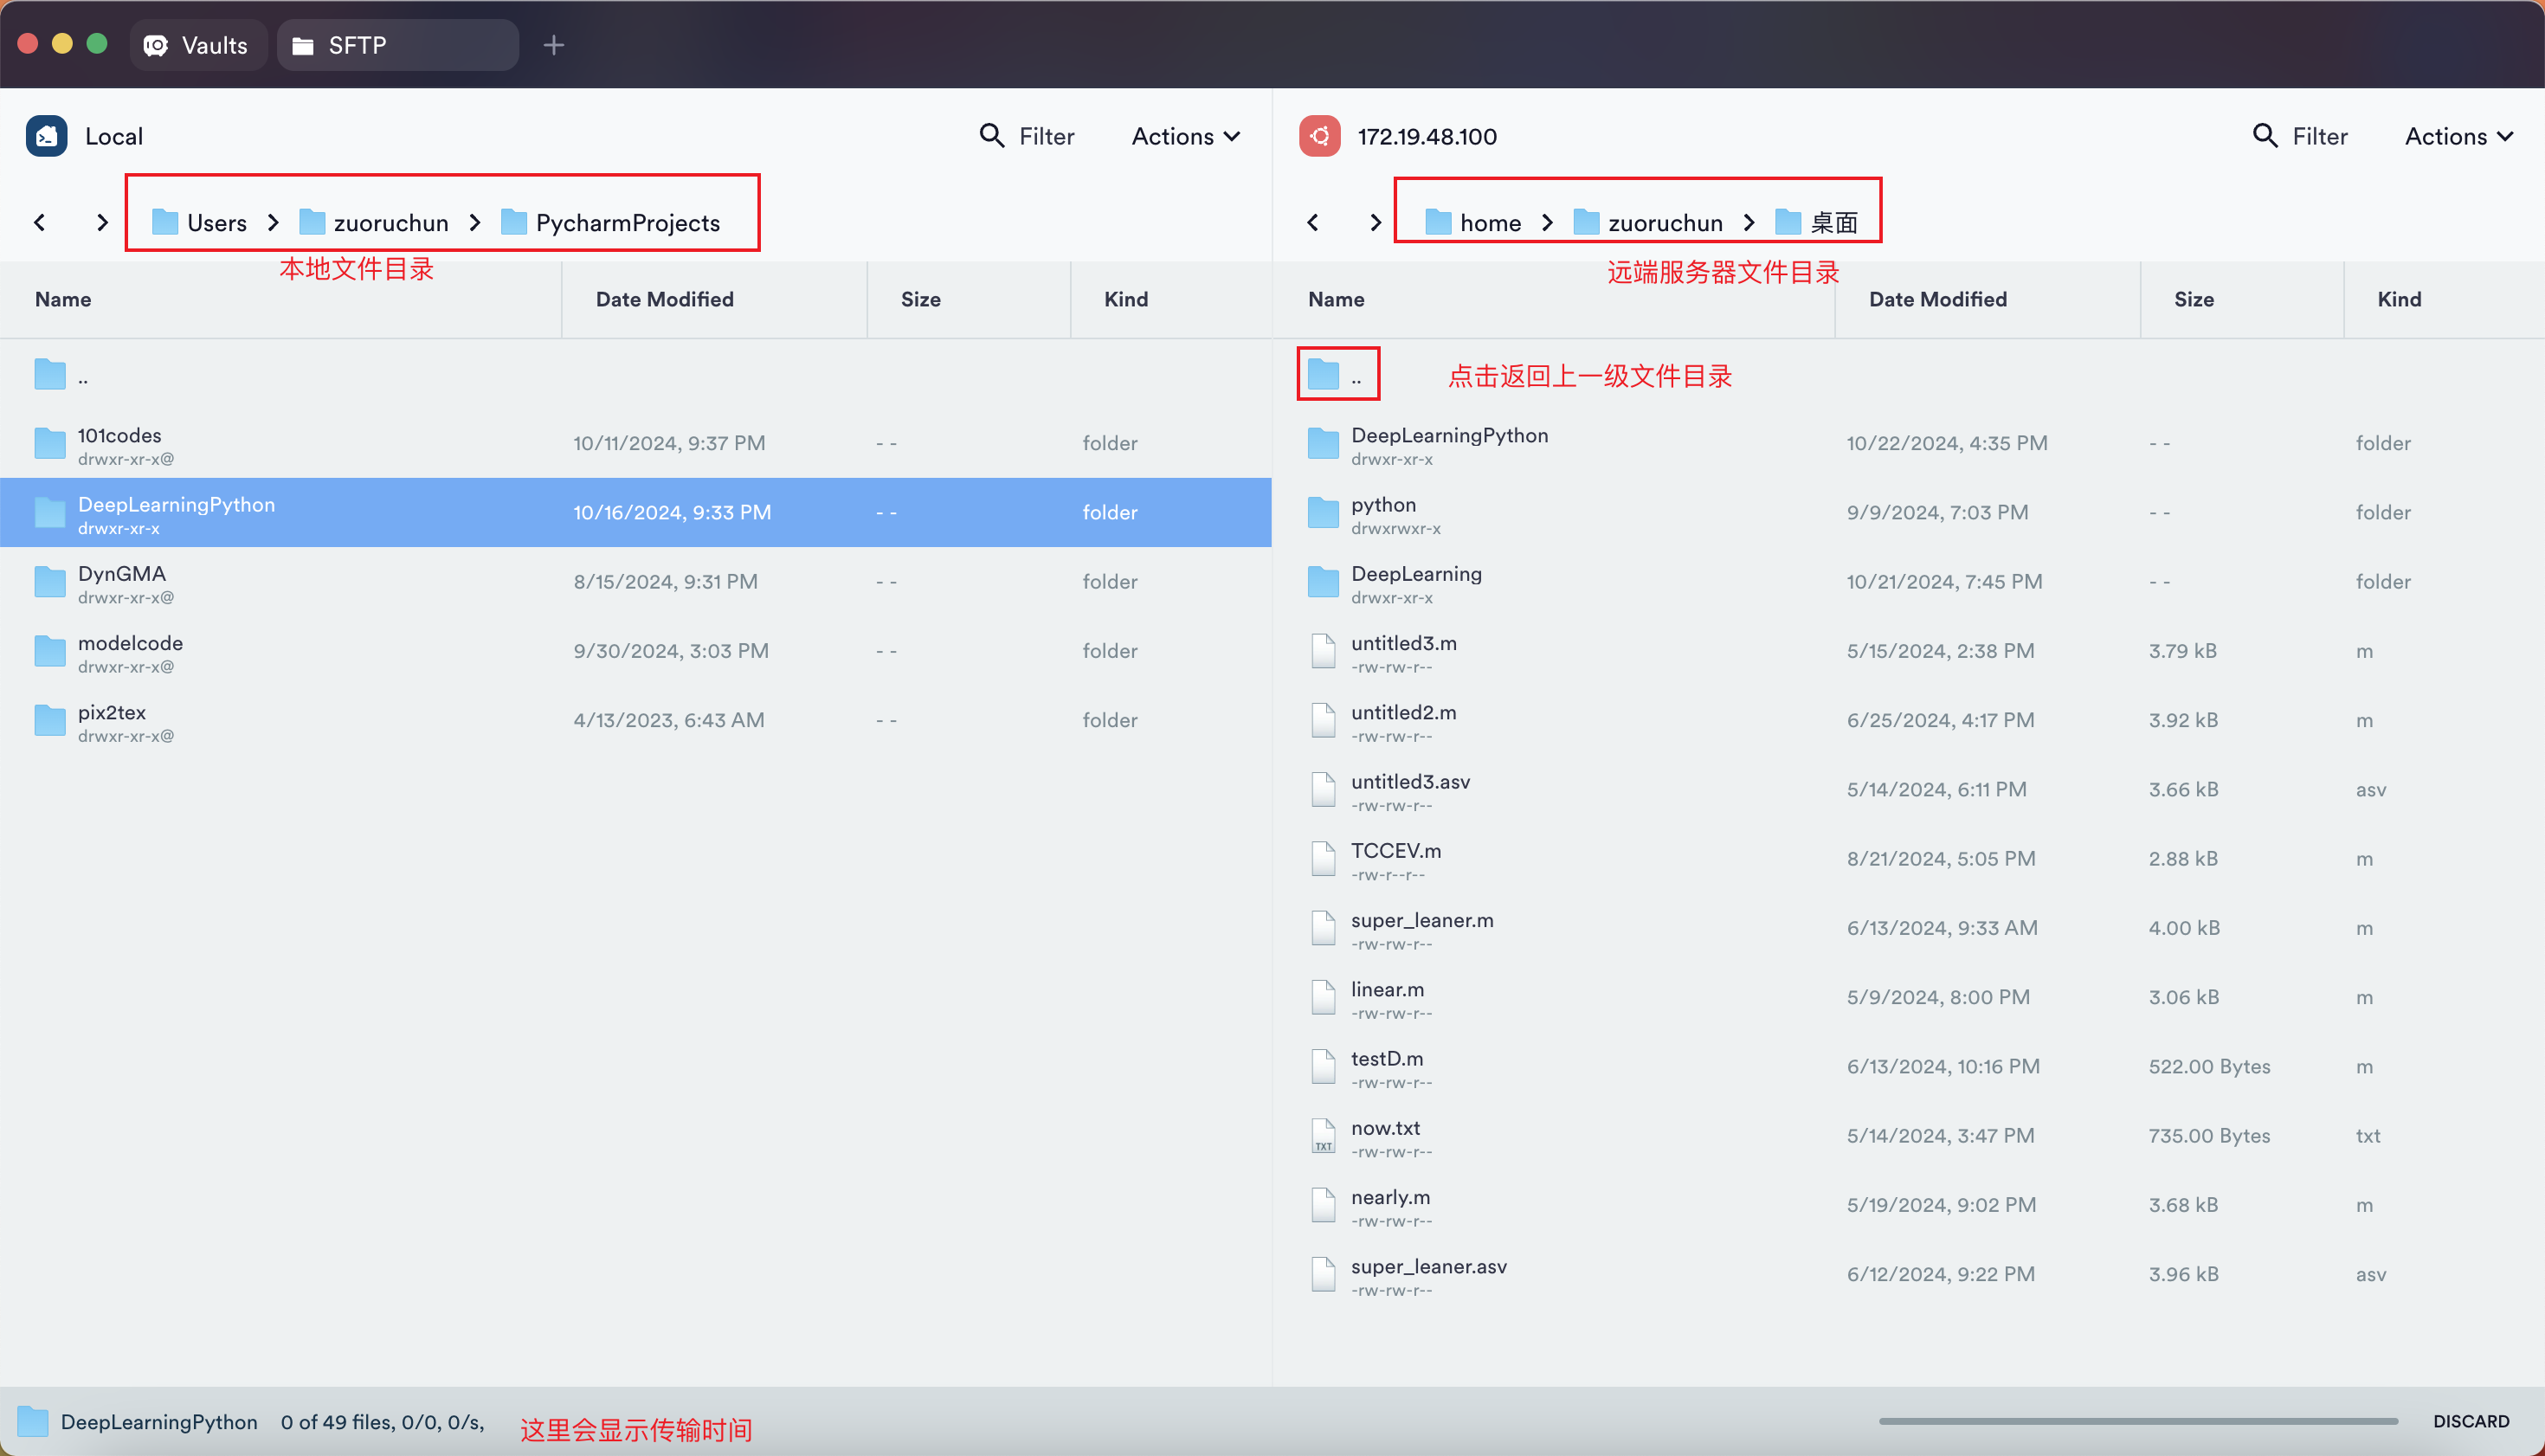 Vaults SFTP
Local Filter Actions
Users zuoruchun PycharmProjects
本地文件目录
Name Date Modified Size Kind
..
101codes 10/11/2024, 9:37 PM - - folder
drwxr-xr-x@
DeepLearningPython 10/16/2024, 9:33 PM - - folder
drwxr-xr-x
DynGMA 8/15/2024, 9:31 PM - - folder
drwxr-xr-x@
modelcode 9/30/2024, 3:03 PM - - folder
drwxr-xr-x@
pix2tex 4/13/2023, 6:43 AM - - folder
drwxr-xr-x@
172.19.48.100 Filter Actions
home zuoruchun 桌面
远端服务器文件目录
Name Date Modified Size Kind
.. 点击返回上一级文件目录
DeepLearningPython 10/22/2024, 4:35 PM - - folder
drwxr-xr-x
python 9/9/2024, 7:03 PM - - folder
drwxrwxr-x
DeepLearning 10/21/2024, 7:45 PM - - folder
drwxr-xr-x
untitled3.m 5/15/2024, 2:38 PM 3.79 kB m
-rw-rw-r--
untitled2.m 6/25/2024, 4:17 PM 3.92 kB m
-rw-rw-r--
untitled3.asv 5/14/2024, 6:11 PM 3.66 kB asv
-rw-rw-r--
TCCEV.m 8/21/2024, 5:05 PM 2.88 kB m
-rw-r--r--
super_leaner.m 6/13/2024, 9:33 AM 4.00 kB m
-rw-rw-r--
linear.m 5/9/2024, 8:00 PM 3.06 kB m
-rw-rw-r--
testD.m 6/13/2024, 10:16 PM 522.00 Bytes m
-rw-rw-r--
TXT now.txt 5/14/2024, 3:47 PM 735.00 Bytes txt
-rw-rw-r--
nearly.m 5/19/2024, 9:02 PM 3.68 kB m
-rw-rw-r--
super_leaner.asv 6/12/2024, 9:22 PM 3.96 kB asv
-rw-rw-r--
DeepLearningPython 0 of 49 files, 0/0, 0/s, 这里会显示传输时间 DISCARD